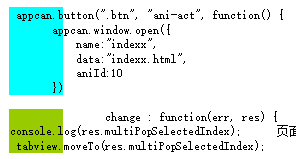 appcan.button(".btn", "ani-act", function() {
appcan.window.open({
name:"indexx",
data:"indexx.html",
aniId:10
})
change : function(err, res) {
console.log(res.multiPopSelectedIndex); 页面
tabview.moveTo(res.multiPopSelectedIndex);